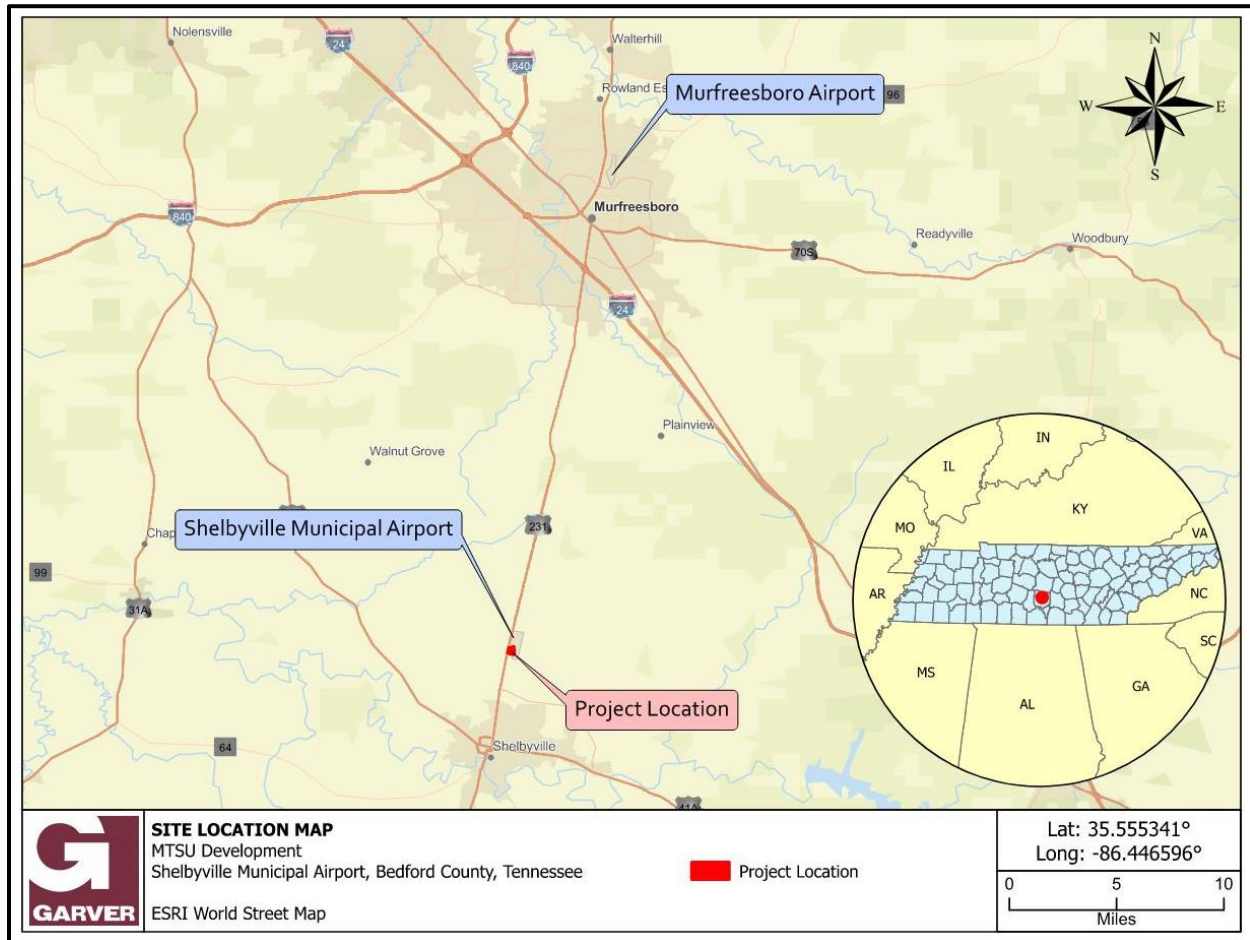 Nolensville
24
840
Walterhill
Rowland Es
Murfreesboro Airport
96
N
W
E
S
840
Murfreesboro
70S
Readyville
Woodbury
24
Plainview
Walnut Grove
231
Shelbyville Municipal Airport
Chap
99
31A
Project Location
64
Shelbyville
41A
IN
IL
MO
KY
VA
AR
NC
SC
MS
AL
GA
SITE LOCATION MAP
MTSU Development
Shelbyville Municipal Airport, Bedford County, Tennessee
ESRI World Street Map
Project Location
GARVER
Lat: 35.555341°
Long: -86.446596°
0 5 10
Miles